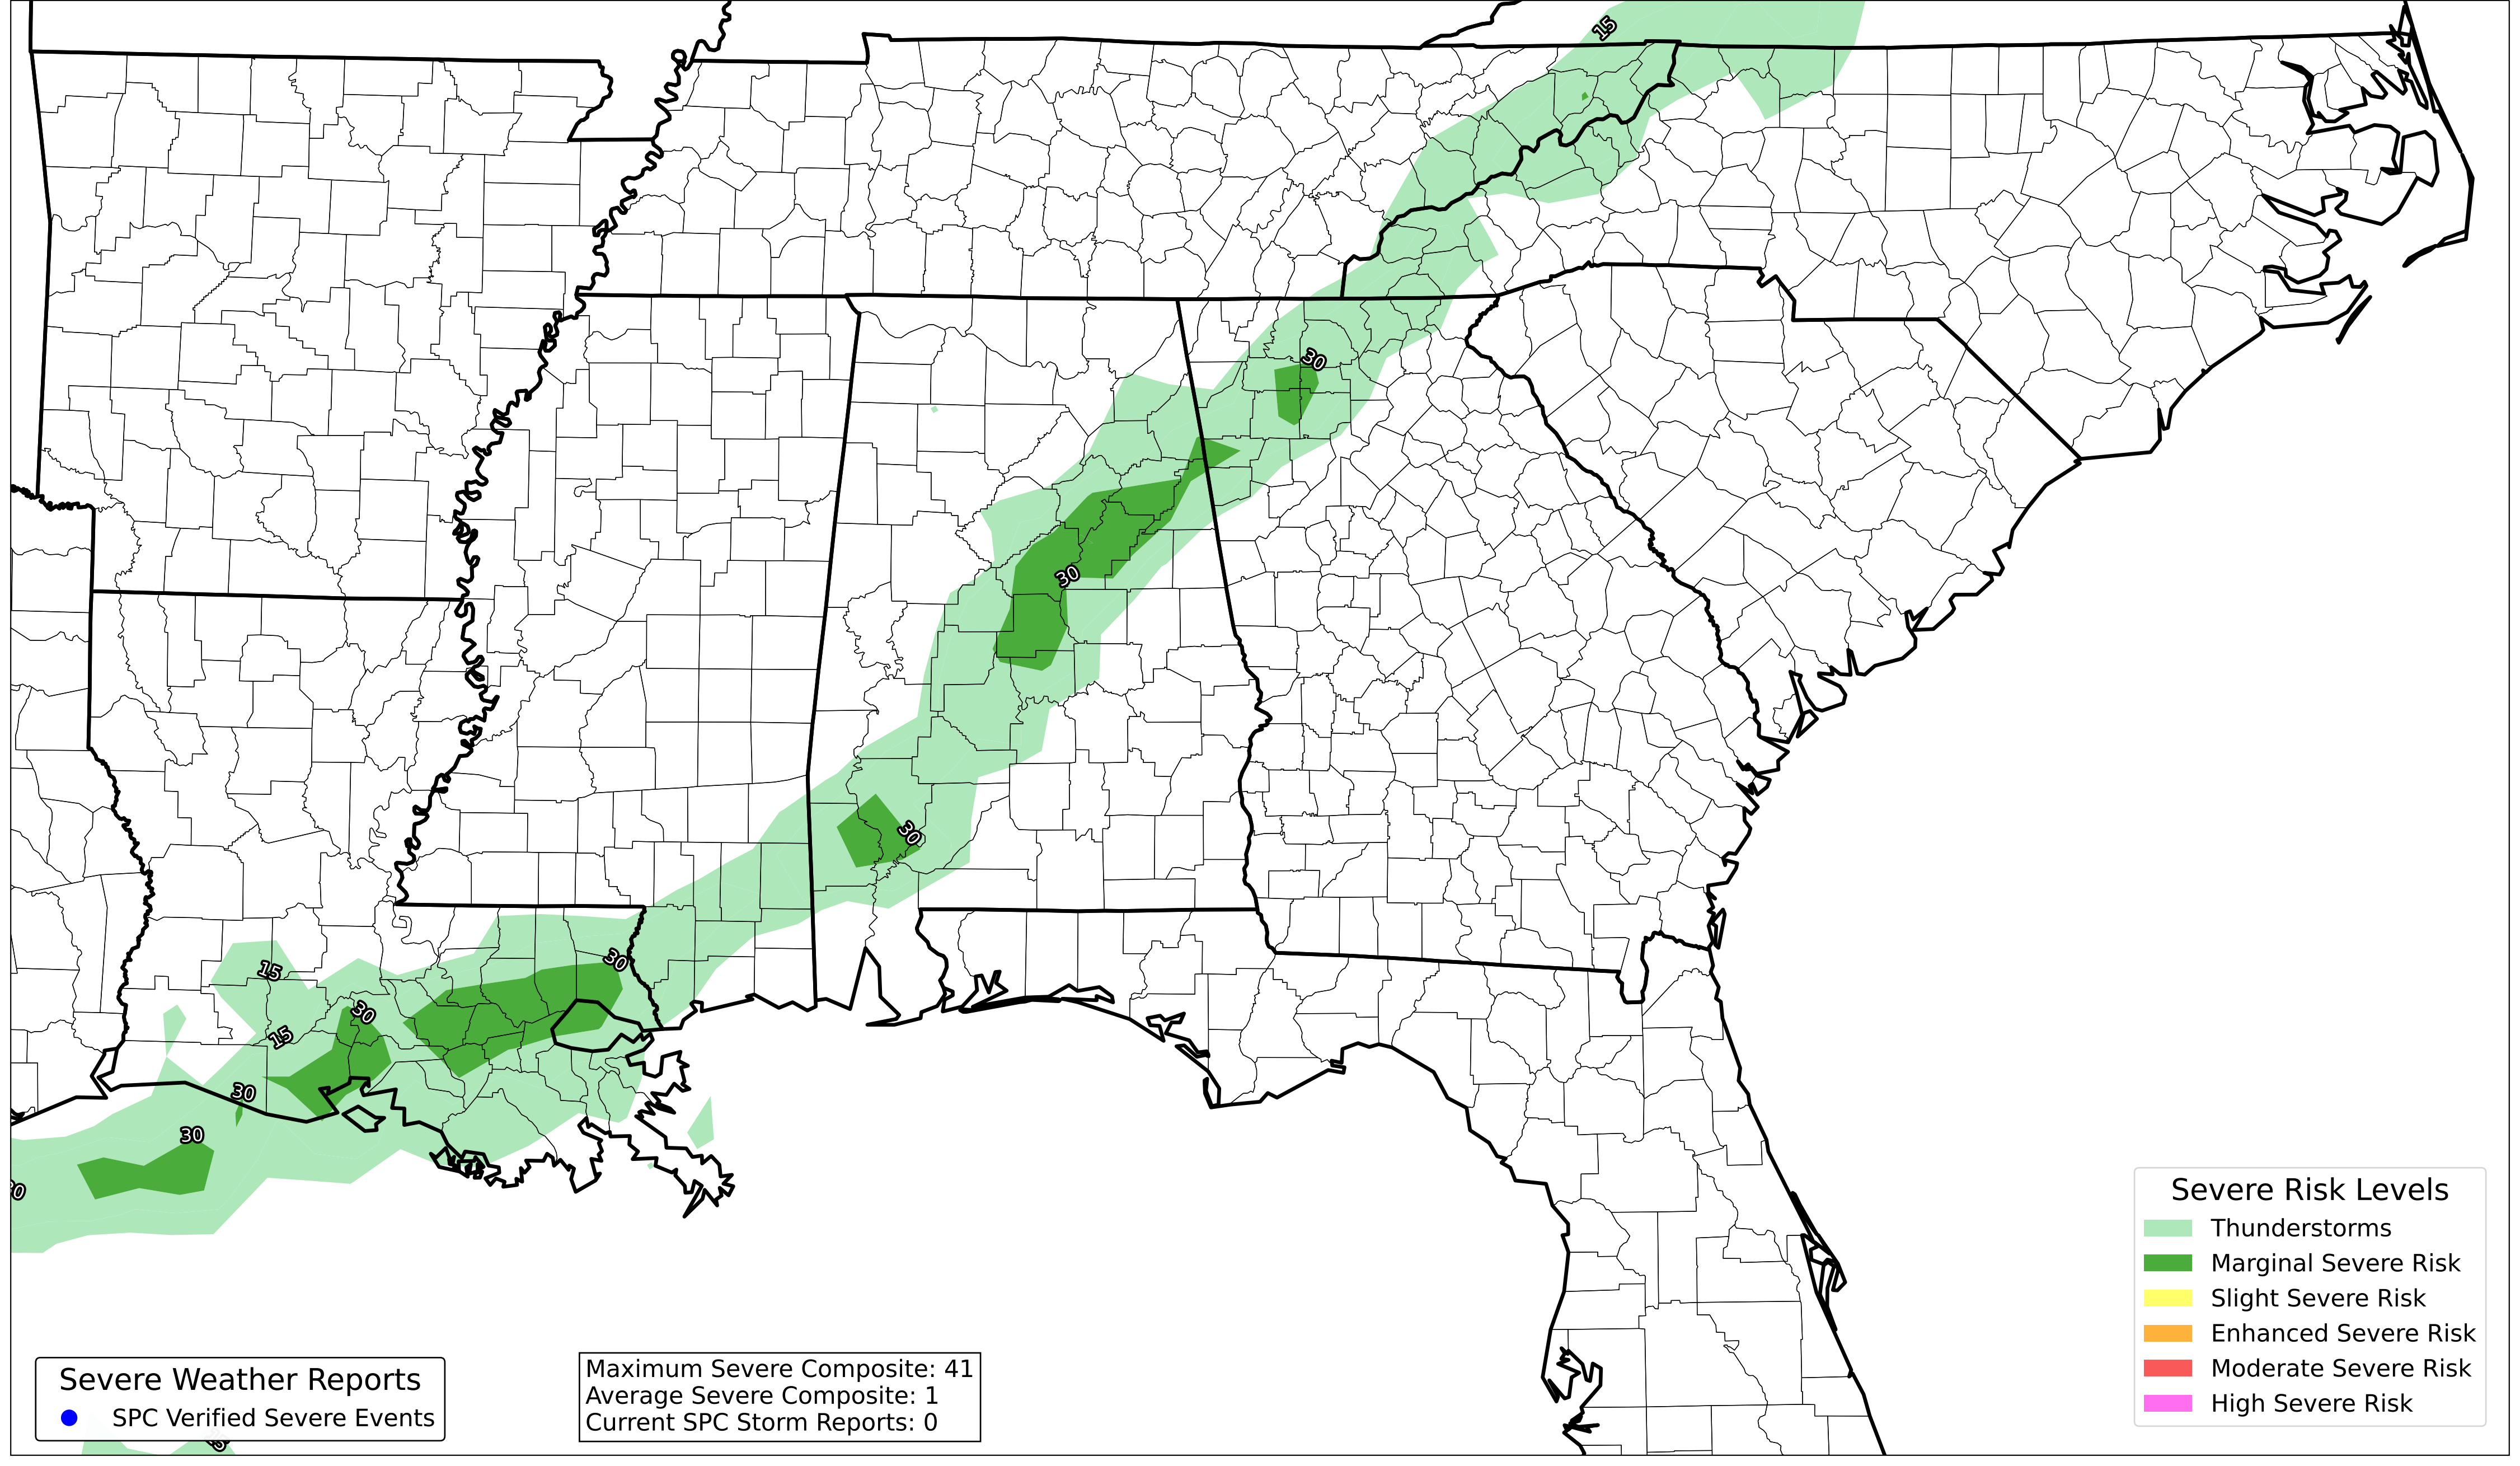 15
30
30
30
30
15
30
15
30
30
Severe Risk Levels
Thunderstorms
Marginal Severe Risk
Slight Severe Risk
Enhanced Severe Risk
Moderate Severe Risk
High Severe Risk
Maximum Severe Composite: 41
Average Severe Composite: 1
Current SPC Storm Reports: 0
Severe Weather Reports
SPC Verified Severe Events